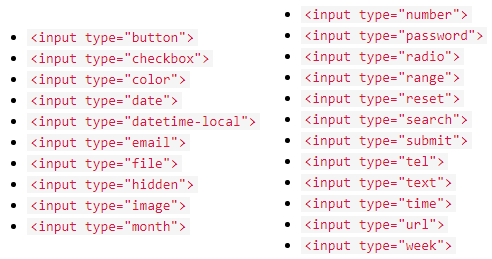 <input type="button">
<input type="checkbox">
<input type="color">
<input type="date">
<input type="datetime-local">
<input type="email">
<input type="file">
<input type="hidden">
<input type="image">
<input type="month">
<input type="number">
<input type="password">
<input type="radio">
<input type="range">
<input type="reset">
<input type="search">
<input type="submit">
<input type="tel">
<input type="text">
<input type="time">
<input type="url">
<input type="week">